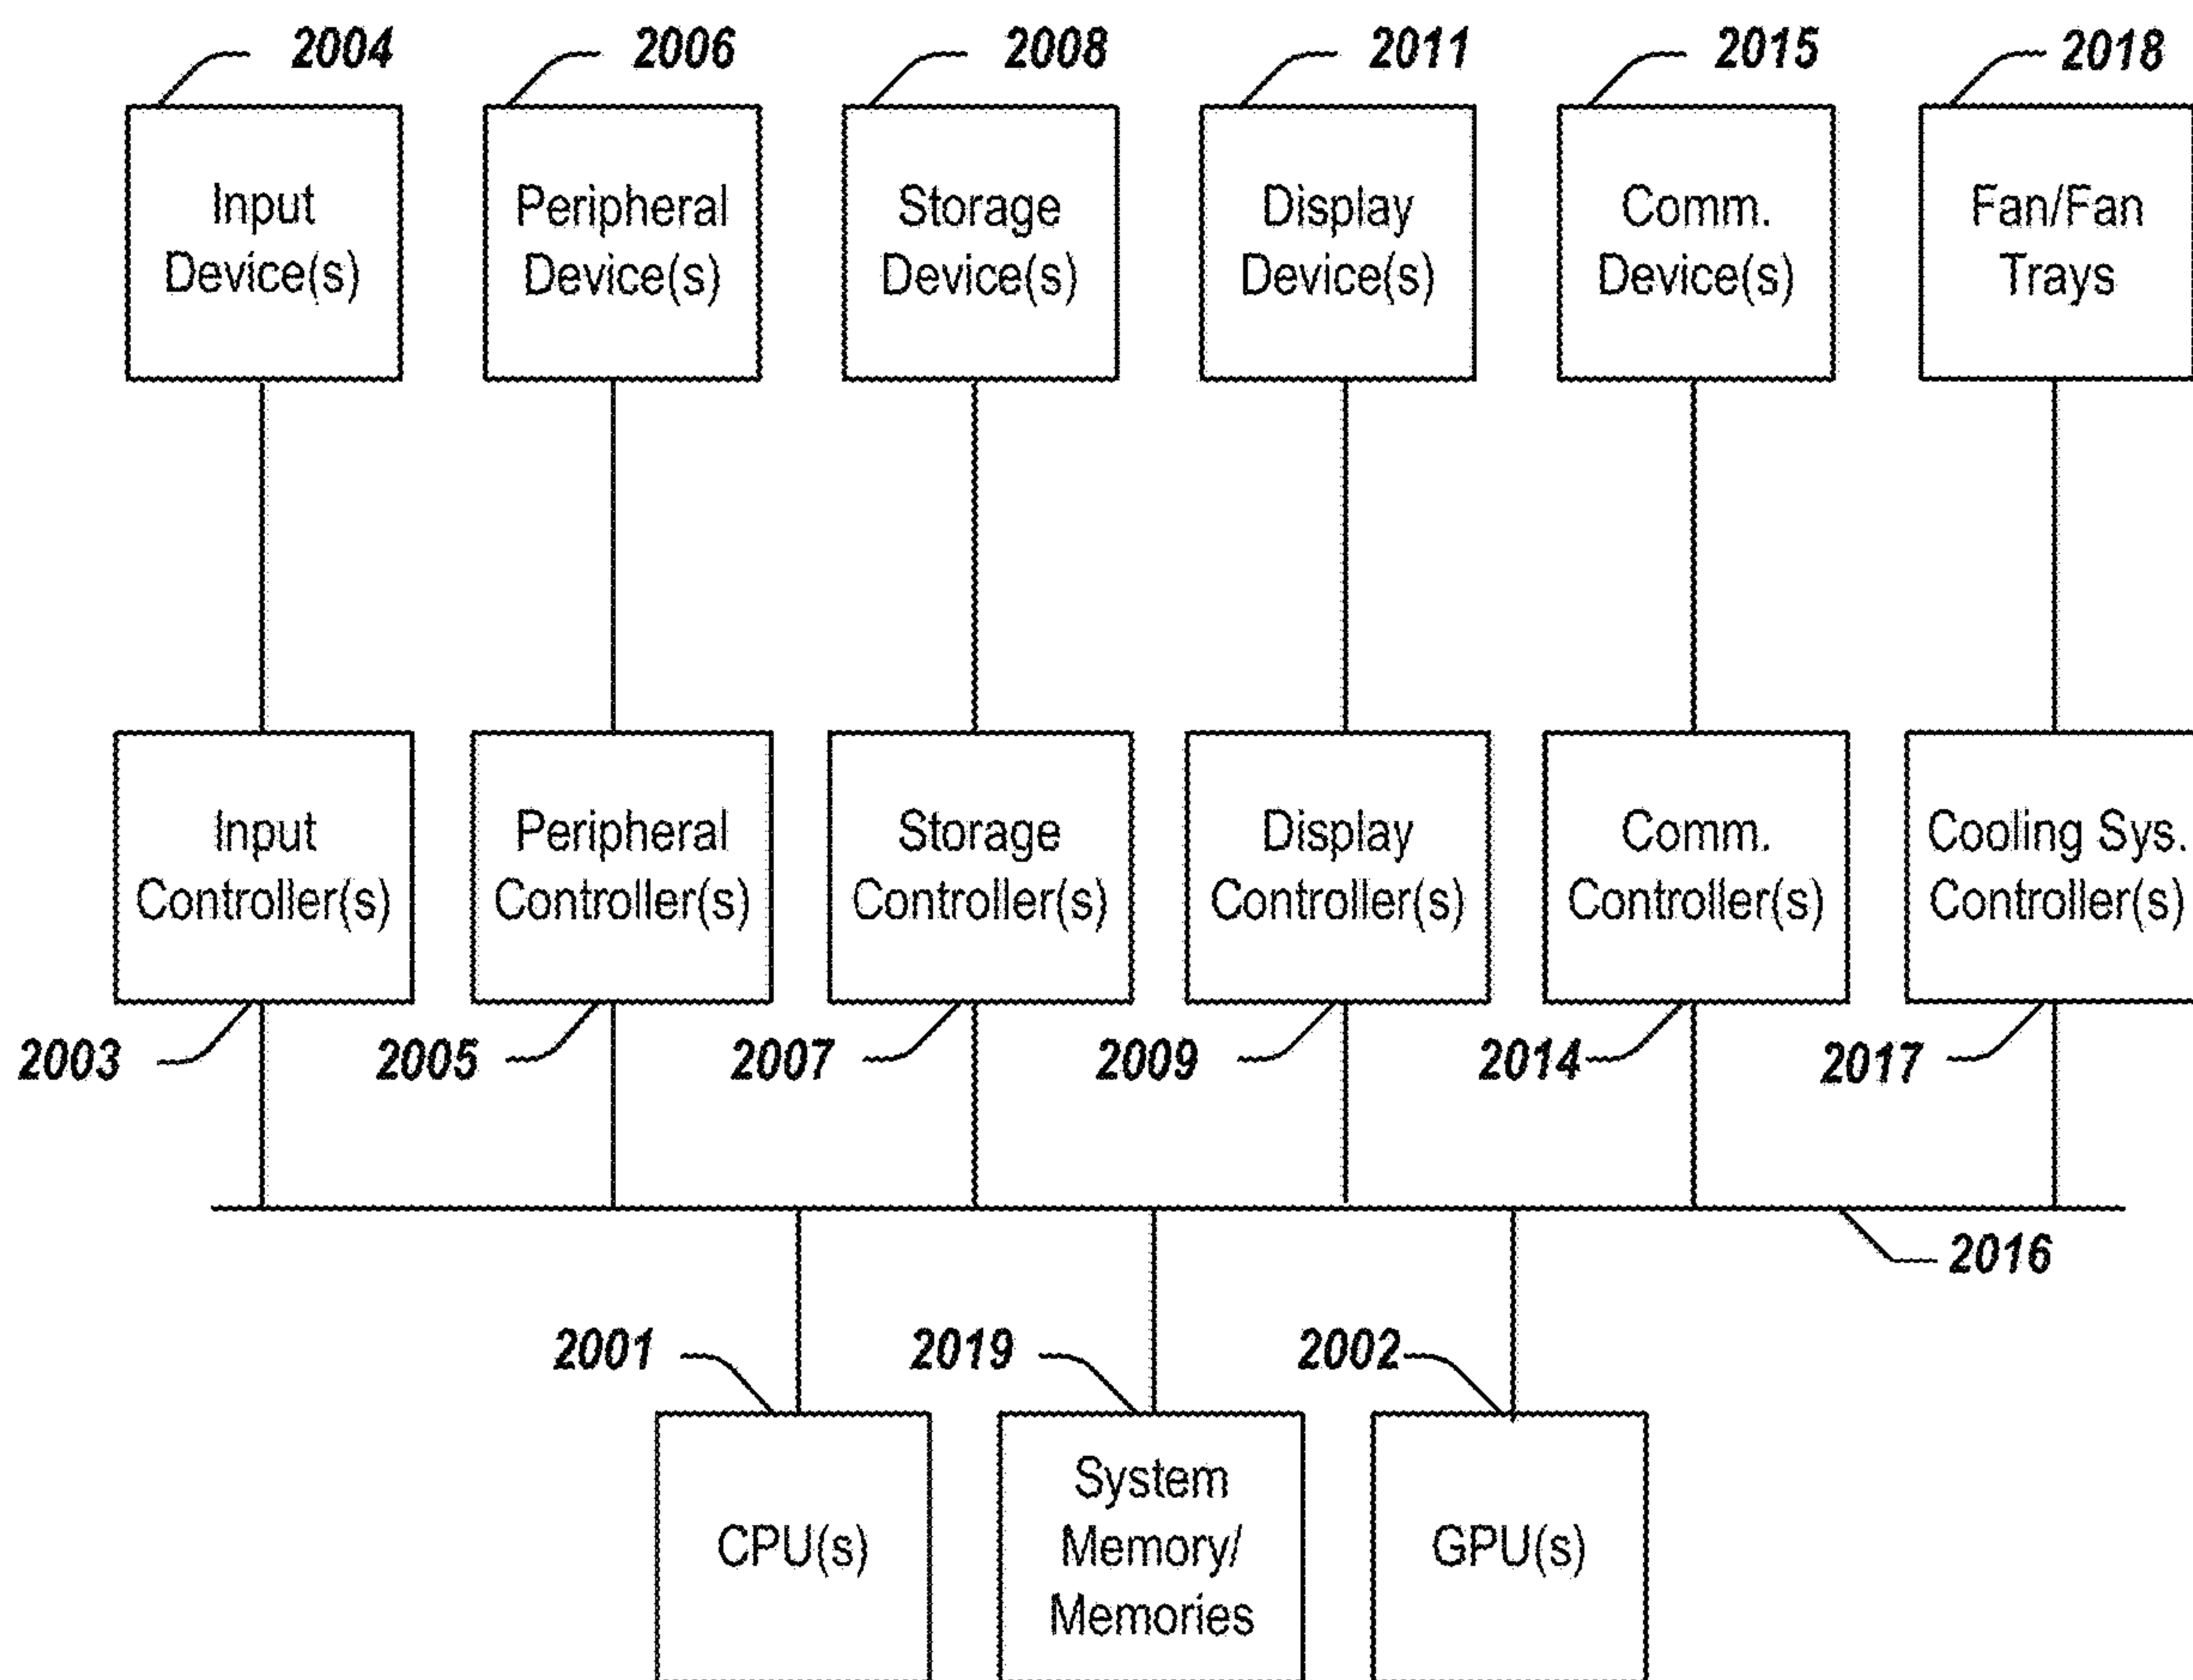 2004
2006
2008
2011
2015
2018
Input
Device(s)
Peripheral
Device(s)
Storage
Device(s)
Display
Device(s)
Comm.
Device(s)
Fan/Fan
Trays
Input
Controller(s)
Peripheral
Controller(s)
Storage
Controller(s)
Display
Controller(s)
Comm.
Controller(s)
Cooling Sys.
Controller(s)
2003
2005
2007
2009
2014
2017
2016
2001
2019
2002
CPU(s)
System
Memory/
Memories
GPU(s)